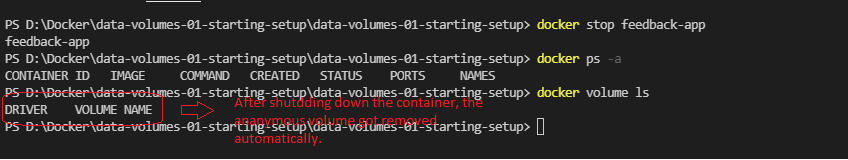 PS D:\Docker\data-volumes-01-starting-setup\data-volumes-01-starting-setup> docker stop feedback-app
feedback-app
PS D:\Docker\data-volumes-01-starting-setup\data-volumes-01-starting-setup> docker ps -a
CONTAINER ID   IMAGE     COMMAND   CREATED   STATUS    PORTS     NAMES
PS D:\Docker\data-volumes-01-starting-setup\data-volumes-01-starting-setup> docker volume ls
DRIVER    VOLUME NAME
PS D:\Docker\data-volumes-01-starting-setup\data-volumes-01-starting-setup>
After shutdding down the container, the
ananymous volume got removed
automatically.